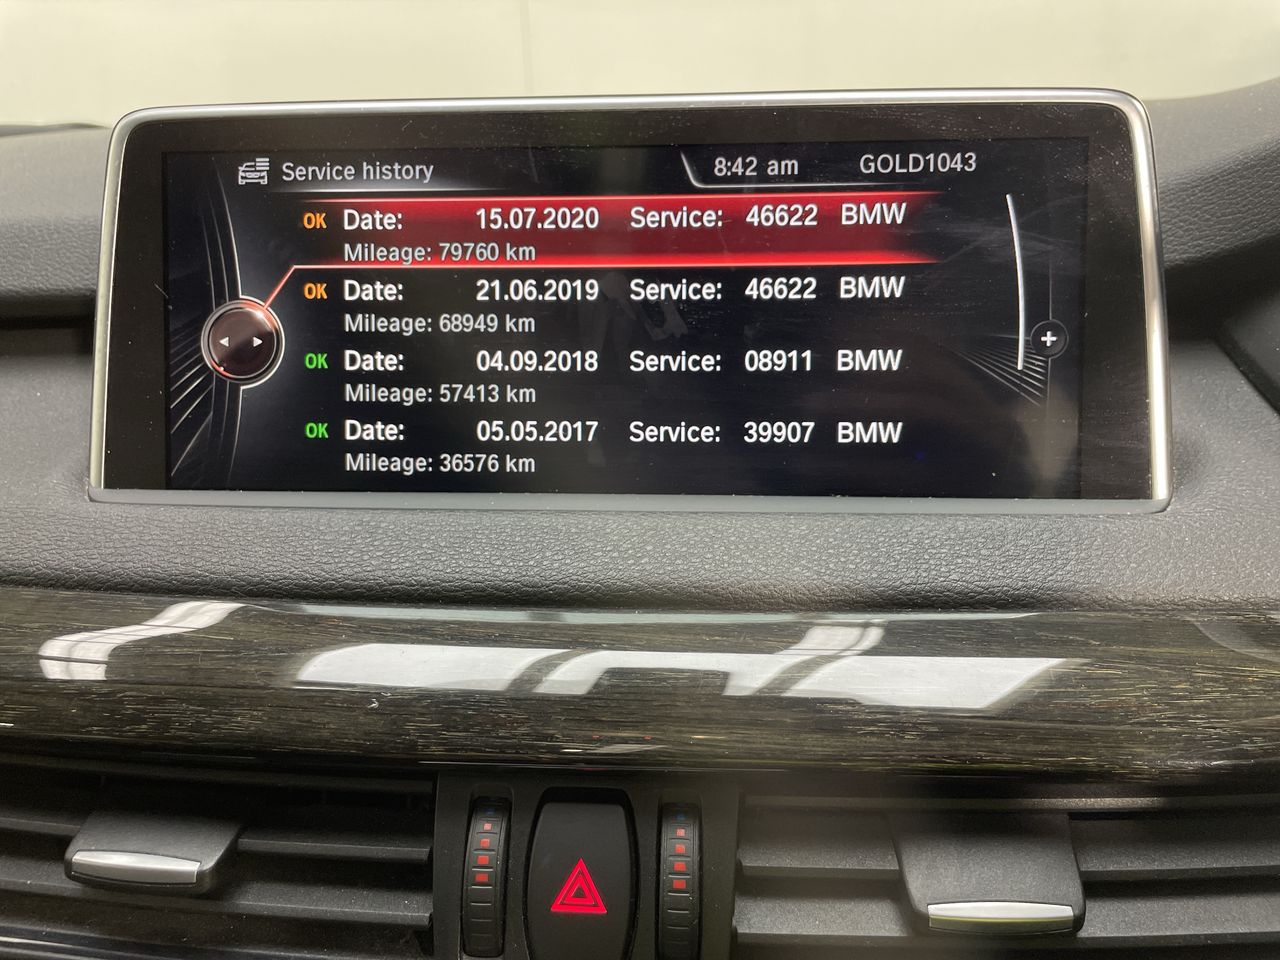 Service history 8:42 am GOLD1043
OK Date: 15.07.2020 Service: 46622 BMW
Mileage: 79760 km
OK Date: 21.06.2019 Service: 46622 BMW
Mileage: 68949 km
OK Date: 04.09.2018 Service: 08911 BMW
Mileage: 57413 km
OK Date: 05.05.2017 Service: 39907 BMW
Mileage: 36576 km